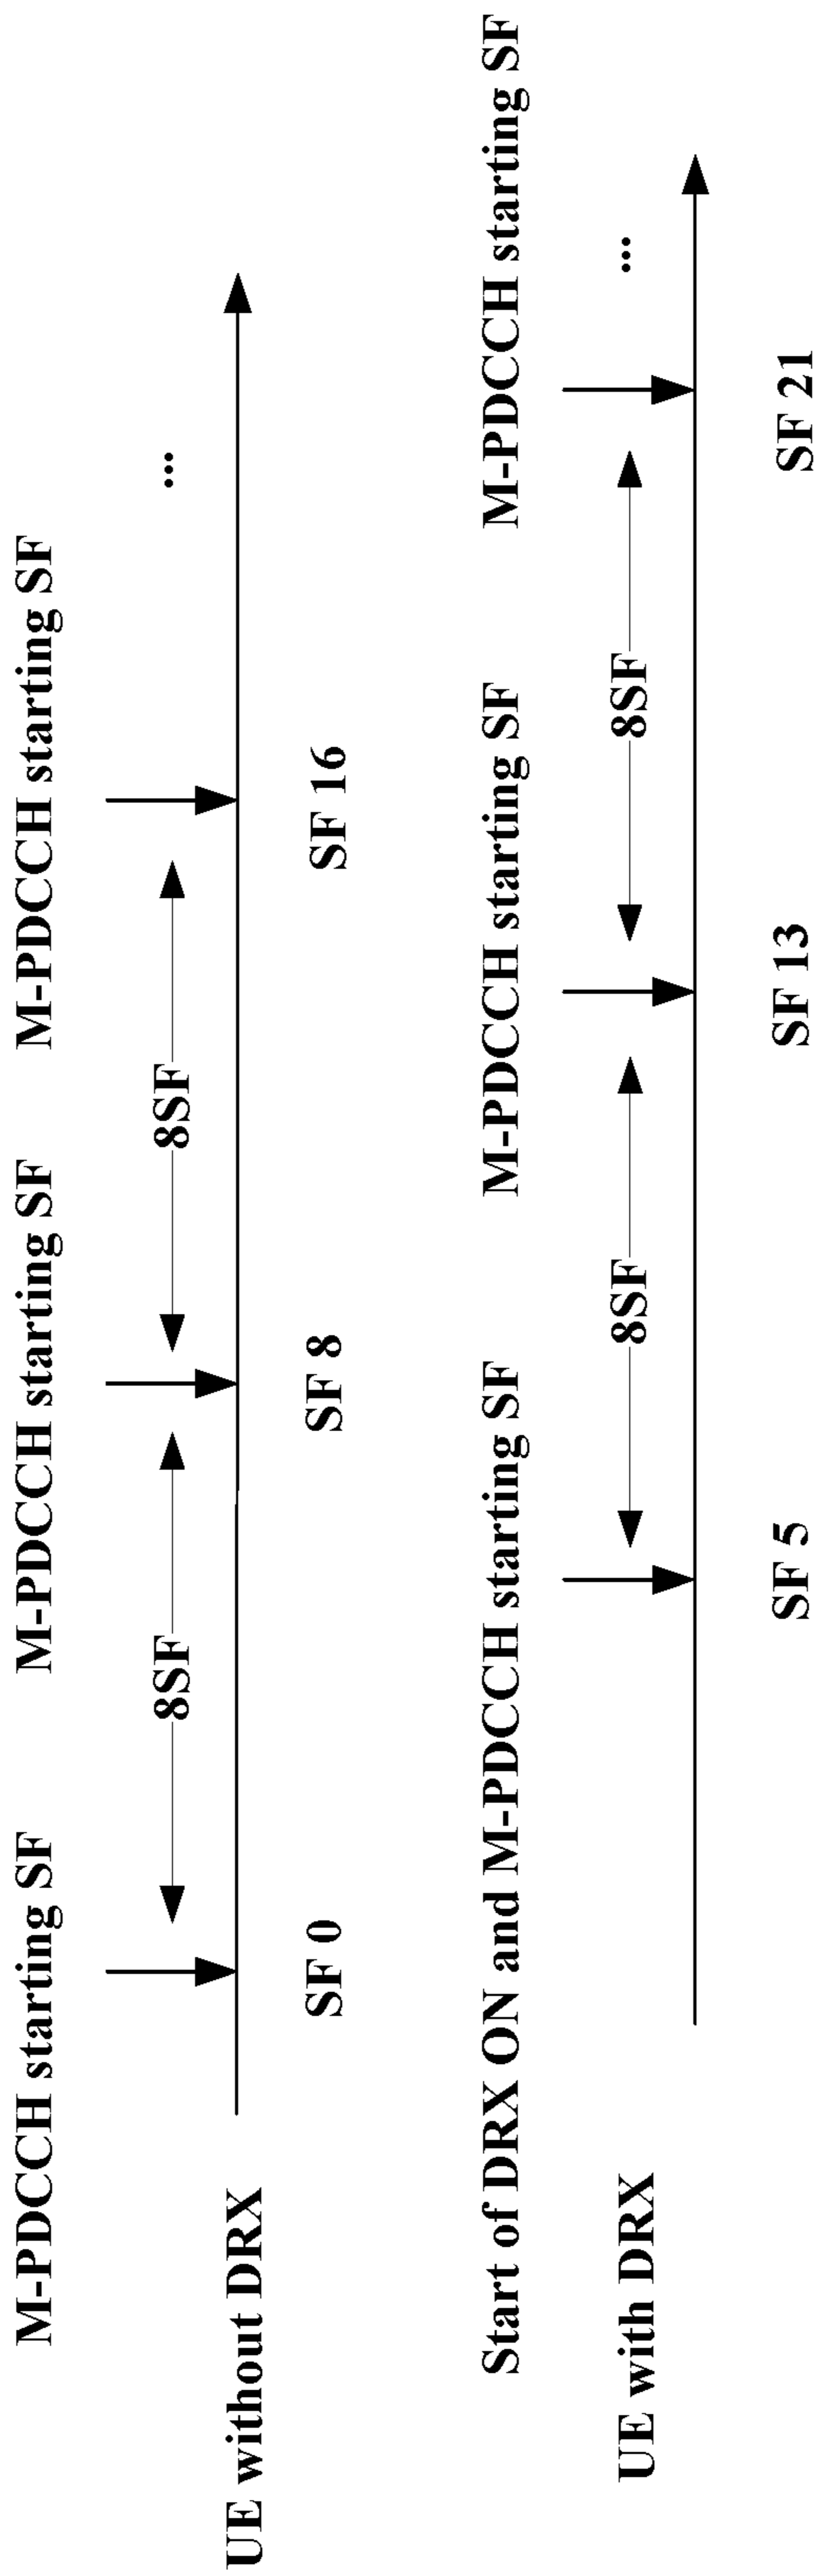 M-PDCCH starting SF M-PDCCH starting SF M-PDCCH starting SF
8SF 8SF ...
UE without DRX
SF 0 SF 8 SF 16
Start of DRX ON and M-PDCCH starting SF M-PDCCH starting SF M-PDCCH starting SF
8SF 8SF ...
UE with DRX
SF 5 SF 13 SF 21